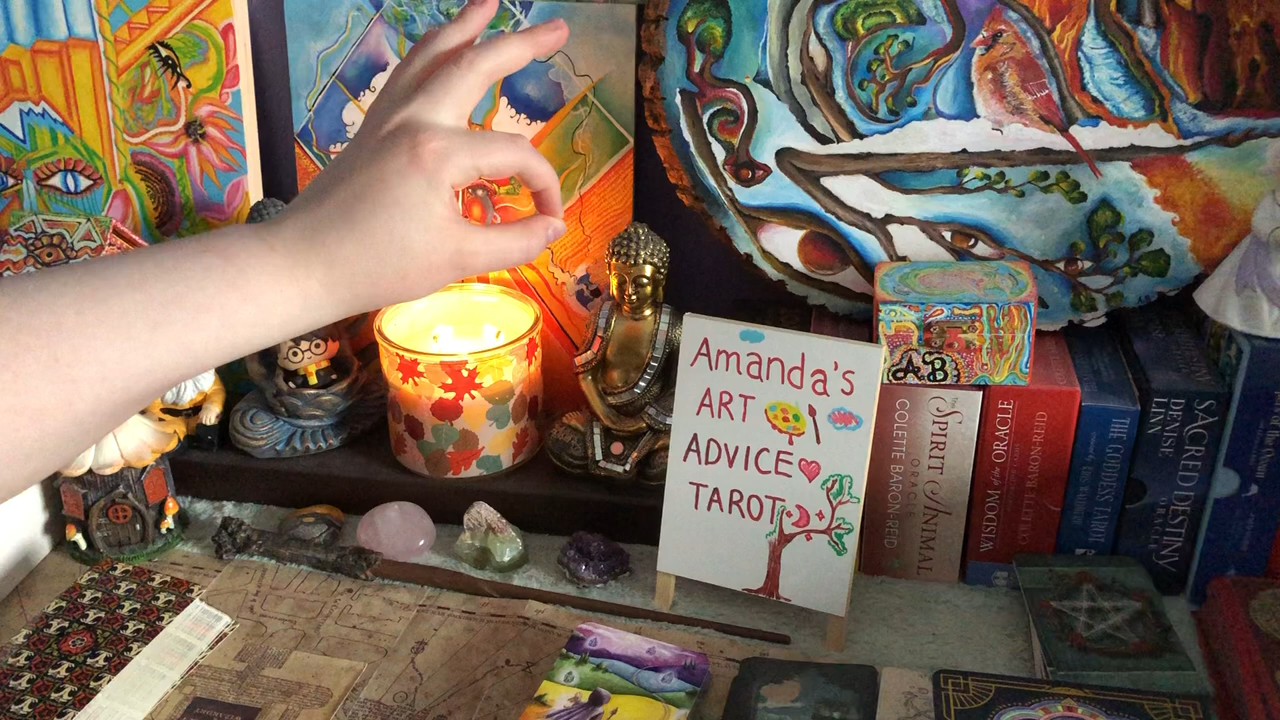 Amanda's
ART
ADVICE
TAROT
AB
The SPIRIT ANIMAL
ORACLE
COLETTE BARON-REID
WISDOM of the ORACLE
COLETTE BARON-REID
THE GODDESS TAROT
SACRED DESTINY
ORACLE
DENISE LINN